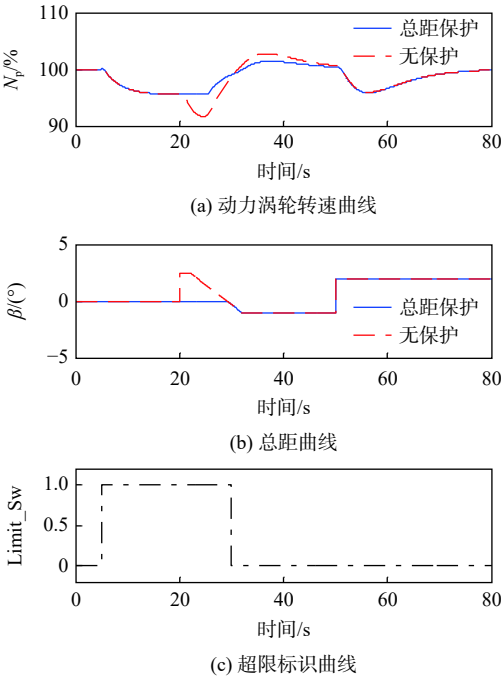 110
总距保护
无保护
100
Np/%
90
0 20 40 60 80
时间/s
(a) 动力涡轮转速曲线
5
0
β/(°)
总距保护
无保护
−5
0 20 40 60 80
时间/s
(b) 总距曲线
1.0
0.5
Limit_Sw
0
0 20 40 60 80
时间/s
(c) 超限标识曲线